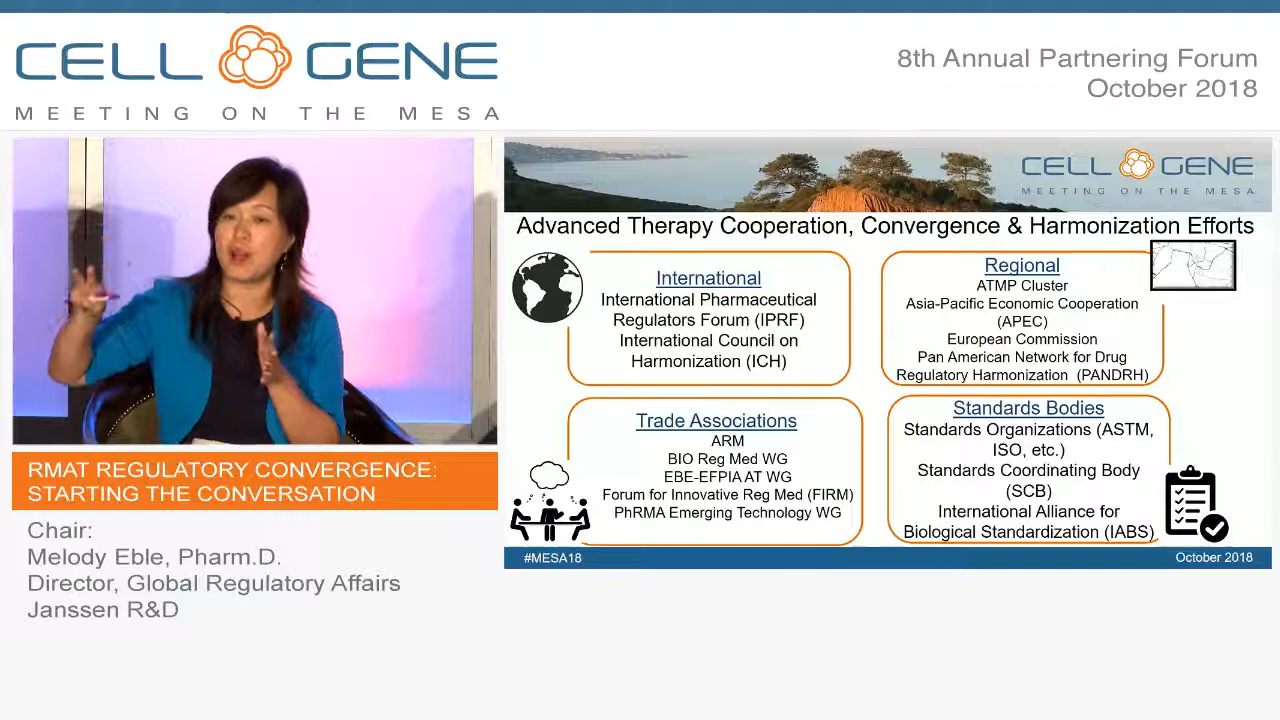 CELL GENE
MEETING ON THE MESA
8th Annual Partnering Forum
October 2018
CELL GENE
MEETING ON THE MESA
Advanced Therapy Cooperation, Convergence & Harmonization Efforts
International
International Pharmaceutical
Regulators Forum (IPRF)
International Council on
Harmonization (ICH)
Regional
ATMP Cluster
Asia-Pacific Economic Cooperation
(APEC)
European Commission
Pan American Network for Drug
Regulatory Harmonization (PANDRH)
Trade Associations
ARM
BIO Reg Med WG
EBE-EFPIA AT WG
Forum for Innovative Reg Med (FIRM)
PhRMA Emerging Technology WG
Standards Bodies
Standards Organizations (ASTM,
ISO, etc.)
Standards Coordinating Body
(SCB)
International Alliance for
Biological Standardization (IABS)
#MESA18
October 2018
RMAT REGULATORY CONVERGENCE:
STARTING THE CONVERSATION
Chair:
Melody Eble, Pharm.D.
Director, Global Regulatory Affairs
Janssen R&D